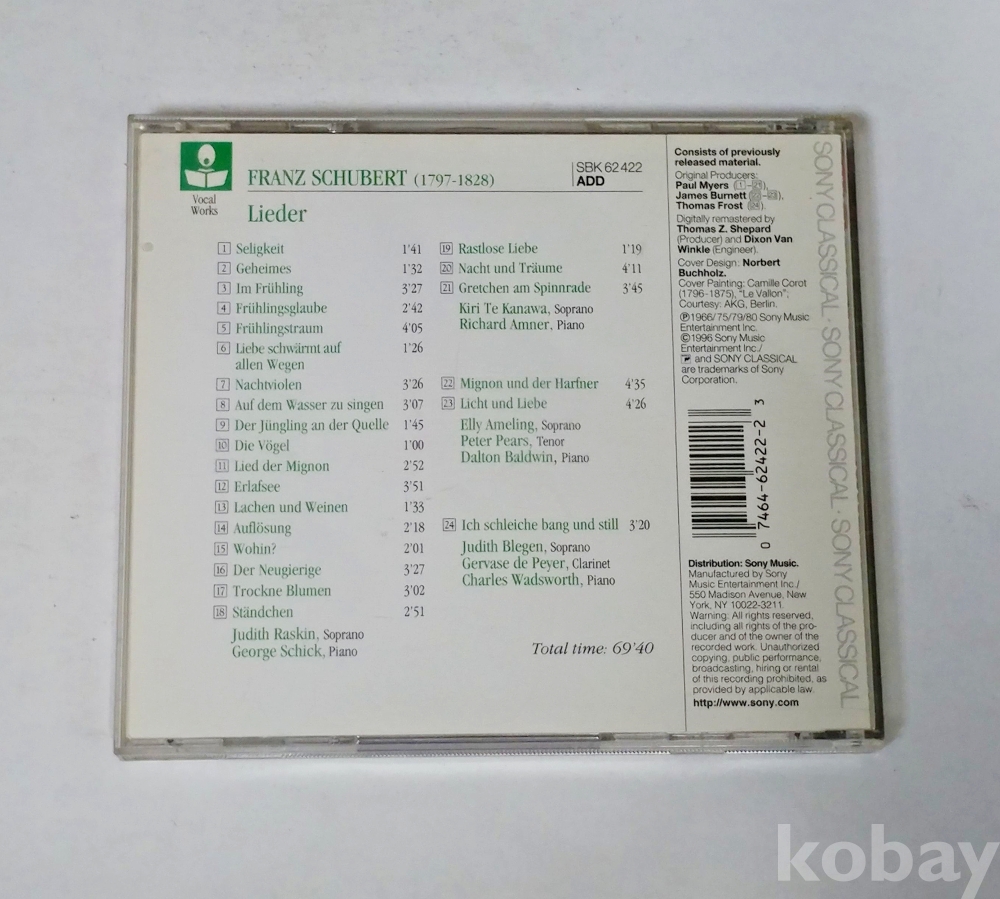 Vocal
Works
FRANZ SCHUBERT (1797-1828)
Lieder
SBK 62 422
ADD
1 Seligkeit 1'41
2 Geheimes 1'32
3 Im Frühling 3'27
4 Frühlingsglaube 2'42
5 Frühlingstraum 4'05
6 Liebe schwärmt auf 1'26
allen Wegen
7 Nachtviolen 3'26
8 Auf dem Wasser zu singen 3'07
9 Der Jüngling an der Quelle 1'45
10 Die Vögel 1'00
11 Lied der Mignon 2'52
12 Erlafsee 3'51
13 Lachen und Weinen 1'33
14 Auflösung 2'18
15 Wohin? 2'01
16 Der Neugierige 3'27
17 Trockne Blumen 3'02
18 Ständchen 2'51
Judith Raskin, Soprano
George Schick, Piano
19 Rastlose Liebe 1'19
20 Nacht und Träume 4'11
21 Gretchen am Spinnrade 3'45
Kiri Te Kanawa, Soprano
Richard Amner, Piano
22 Mignon und der Harfner 4'35
23 Licht und Liebe 4'26
Elly Ameling, Soprano
Peter Pears, Tenor
Dalton Baldwin, Piano
24 Ich schleiche bang und still 3'20
Judith Blegen, Soprano
Gervase de Peyer, Clarinet
Charles Wadsworth, Piano
Total time: 69'40
Consists of previously
released material.
Original Producers:
Paul Myers
James Burnett
Thomas Frost
Digitally remastered by
Thomas Z. Shepard
(Producer) and Dixon Van
Winkle (Engineer).
Cover Design: Norbert
Buchholz.
Cover Painting: Camille Corot
(1796-1875), "Le Vallon";
Courtesy: AKG, Berlin.
℗1966/75/79/80 Sony Music
Entertainment Inc.
©1996 Sony Music
Entertainment Inc./
and SONY CLASSICAL
are trademarks of Sony
Corporation.
0 7464-62422-2 3
Distribution: Sony Music.
Manufactured by Sony
Music Entertainment Inc./
550 Madison Avenue, New
York, NY, 10022-3211.
Warning: All rights reserved,
including all rights of the pro-
ducer and of the owner of the
recorded work. Unauthorized
copying, public performance,
broadcasting, hiring or rental
of this recording prohibited, as
provided by applicable law.
http://www.sony.com
SONY CLASSICAL · SONY CLASSICAL · SONY CLASSICAL
kobay